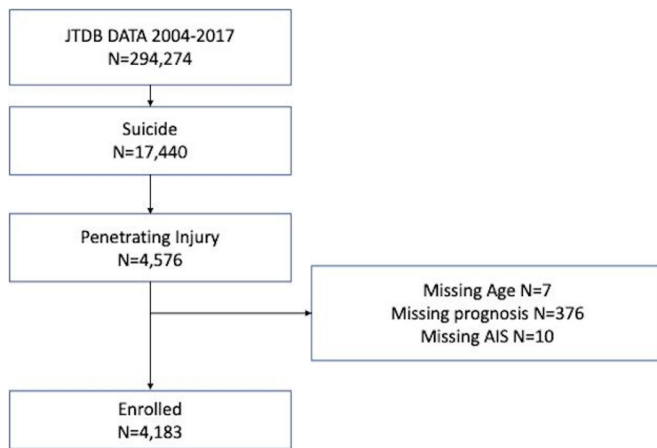 JTDB DATA 2004-2017
N=294,274
Suicide
N=17,440
Penetrating Injury
N=4,576
Missing Age N=7
Missing prognosis N=376
Missing AIS N=10
Enrolled
N=4,183